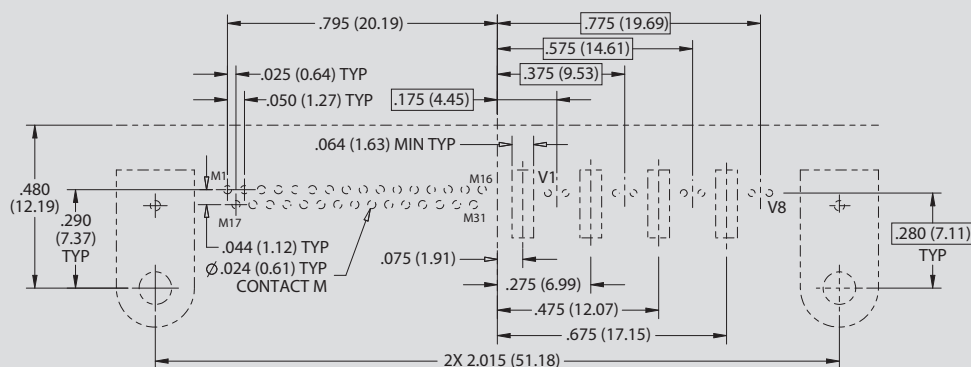 .795 (20.19)
.775 (19.69)
.575 (14.61)
.025 (0.64) TYP
.375 (9.53)
.050 (1.27) TYP
.175 (4.45)
.064 (1.63) MIN TYP
M1
M16
V1
.480
(12.19)
.290
(7.37)
TYP
M17
M31
V8
.044 (1.12) TYP
.280 (7.11)
TYP
.075 (1.91)
Ø.024 (0.61) TYP
CONTACT M
.275 (6.99)
.475 (12.07)
.675 (17.15)
2X 2.015 (51.18)